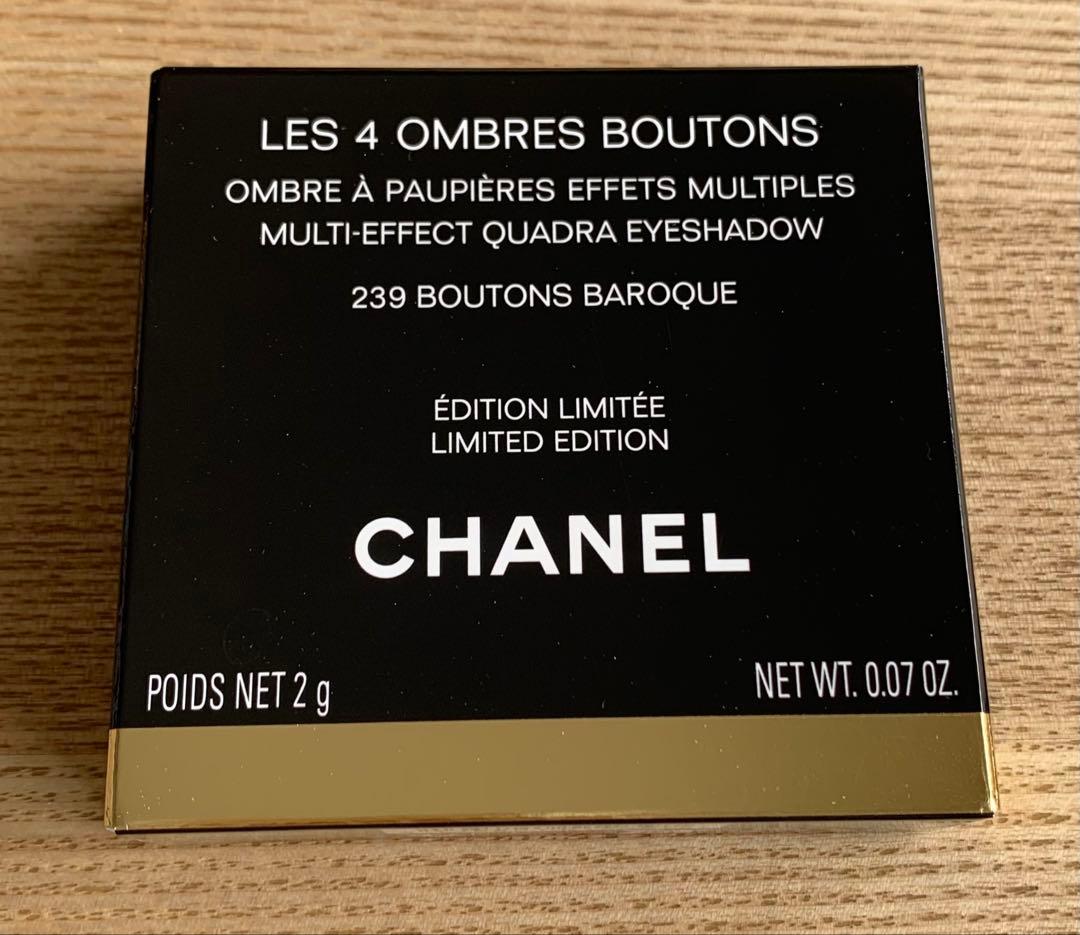 LES 4 OMBRES BOUTONS
OMBRE À PAUPIÈRES EFFETS MULTIPLES
MULTI-EFFECT QUADRA EYESHADOW
239 BOUTONS BAROQUE
ÉDITION LIMITÉE
LIMITED EDITION
CHANEL
POIDS NET 2 g
NET WT. 0.07 OZ.